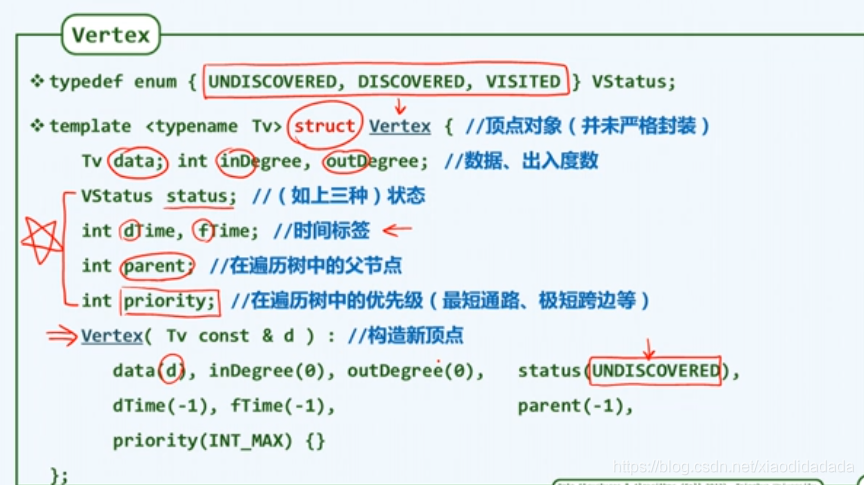 Vertex
❖typedef enum { UNDISCOVERED, DISCOVERED, VISITED } VStatus;
❖template <typename Tv> struct Vertex { //顶点对象（并未严格封装）
Tv data; int inDegree, outDegree; //数据、出入度数
VStatus status; //（如上三种）状态
int dTime, fTime; //时间标签
int parent; //在遍历树中的父节点
int priority; //在遍历树中的优先级（最短通路、极短跨边等）
Vertex( Tv const & d ) : //构造新顶点
data(d), inDegree(0), outDegree(0), status(UNDISCOVERED),
dTime(-1), fTime(-1), parent(-1),
priority(INT_MAX) {}
};
https://blog.csdn.net/xiaodidadada